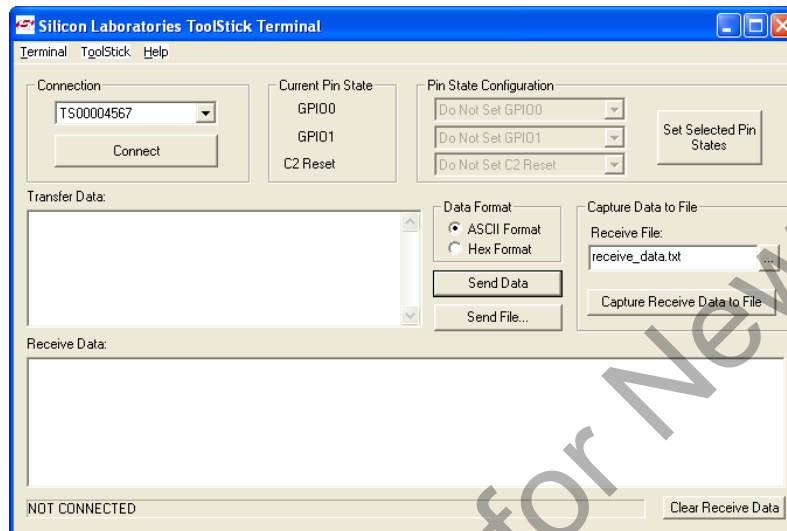 Silicon Laboratories ToolStick Terminal
Terminal ToolStick Help
Connection
TS00004567
Connect
Current Pin State
GPIO0
GPIO1
C2 Reset
Pin State Configuration
Do Not Set GPIO0
Do Not Set GPIO1
Do Not Set C2 Reset
Set Selected Pin
States
Transfer Data:
Data Format
ASCII Format
Hex Format
Send Data
Send File...
Capture Data to File
Receive File:
receive_data.txt
...
Capture Receive Data to File
Receive Data:
NOT CONNECTED
Clear Receive Data
for New